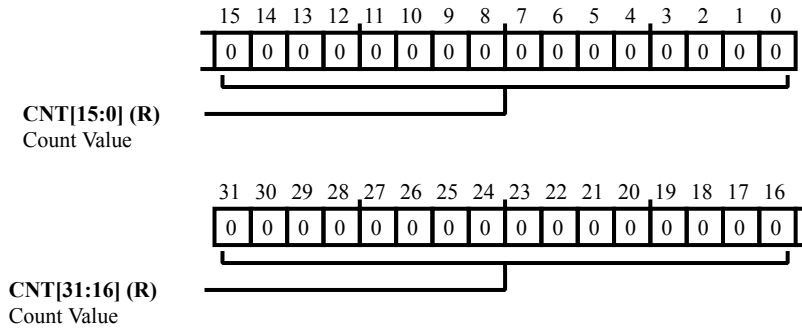 15 14 13 12 11 10 9 8 7 6 5 4 3 2 1 0
0 0 0 0 0 0 0 0 0 0 0 0 0 0 0 0
CNT[15:0] (R)
Count Value
31 30 29 28 27 26 25 24 23 22 21 20 19 18 17 16
0 0 0 0 0 0 0 0 0 0 0 0 0 0 0 0
CNT[31:16] (R)
Count Value